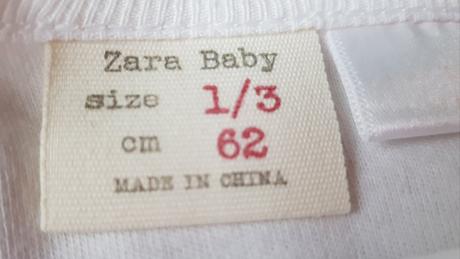 Zara Baby
size 1/3
cm 62
MADE IN CHINA